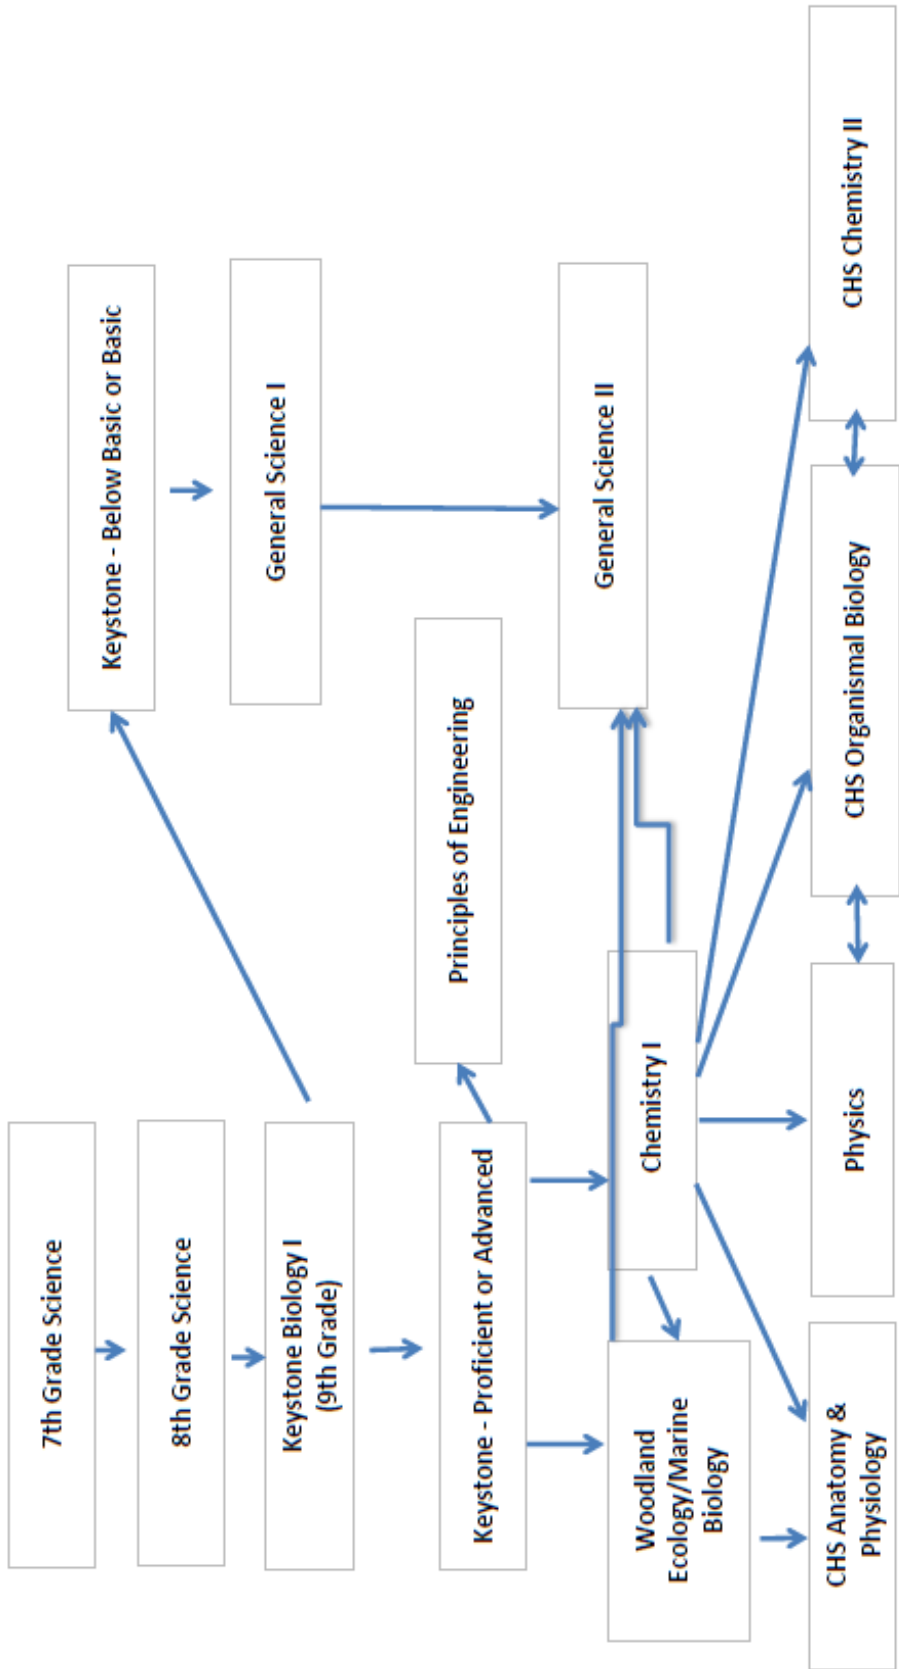 7th Grade Science
8th Grade Science
Keystone Biology I
(9th Grade)
Keystone - Below Basic or Basic
General Science I
Keystone - Proficient or Advanced
Principles of Engineering
General Science II
Woodland
Ecology/Marine
Biology
Chemistry I
CHS Anatomy &
Physiology
Physics
CHS Organismal Biology
CHS Chemistry II